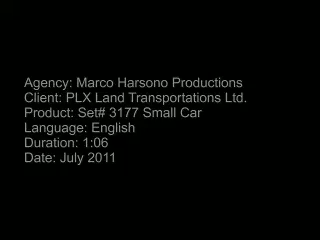 Agency: Marco Harsono Productions
Client: PLX Land Transportations Ltd.
Product: Set# 3177 Small Car
Language: English
Duration: 1:06
Date: July 2011